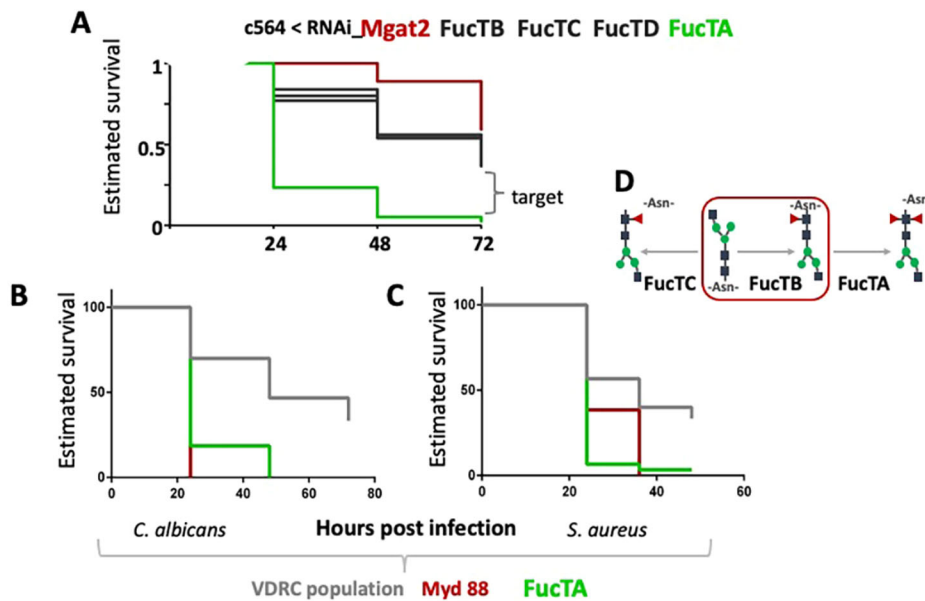 A
c564 < RNAi_Mgat2 FucTB FucTC FucTD FucTA
Estimated survival
1
0.5
0
24 48 72
target
D
-Asn-
-Asn-
-Asn-
-Asn
FucTC FucTB FucTA
B
Estimated survival
100
50
0
0 20 40 60 80
C
Estimated survival
100
50
0
0 20 40 60
C. albicans Hours post infection S. aureus
VDRC population Myd 88 FucTA